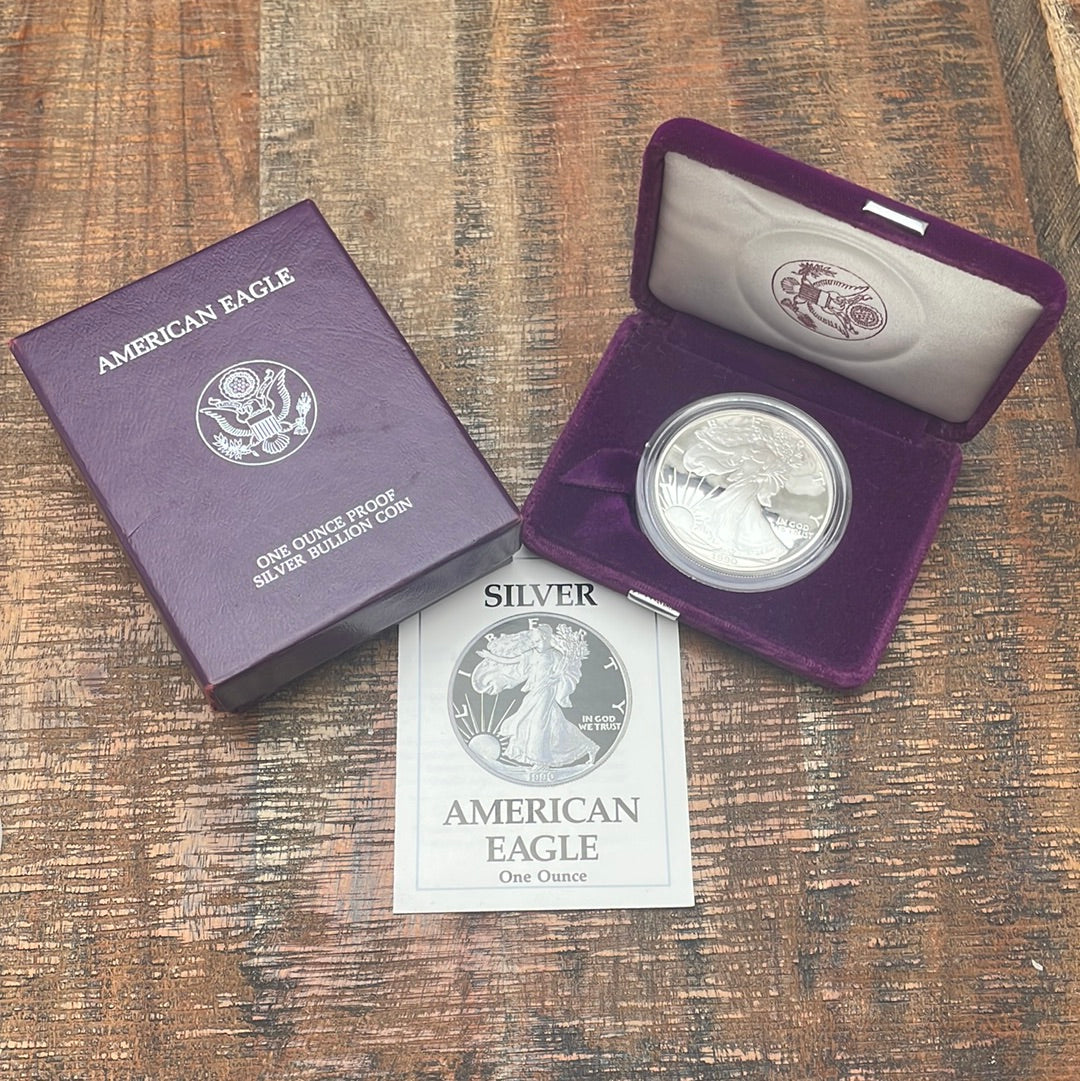 AMERICAN EAGLE
ONE OUNCE PROOF
SILVER BULLION COIN
SILVER
LIBERTY
IN GOD
WE TRUST
1990
AMERICAN
EAGLE
One Ounce
IN GOD
WE TRUST
1990